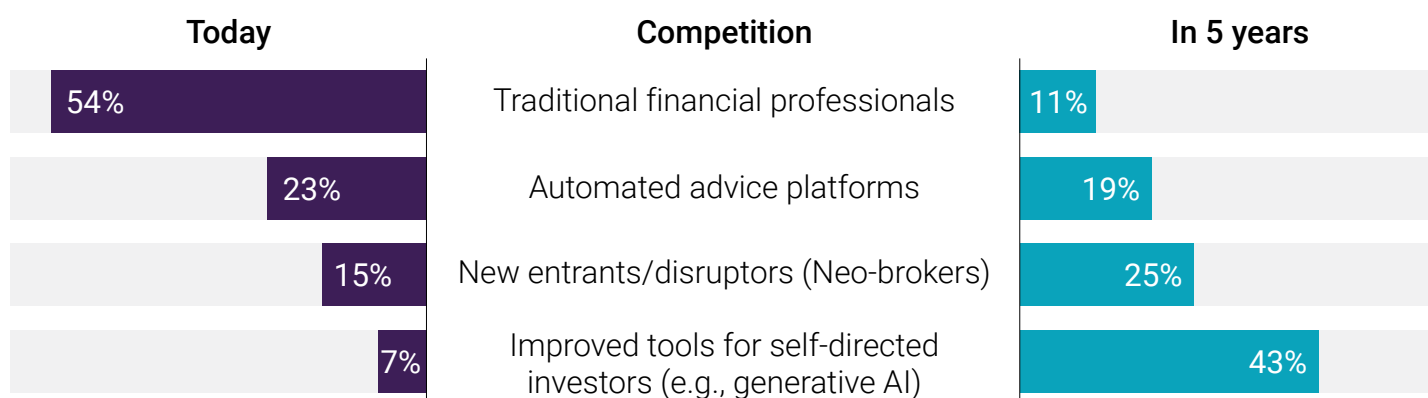 Today Competition In 5 years
54% Traditional financial professionals 11%
23% Automated advice platforms 19%
15% New entrants/disruptors (Neo-brokers) 25%
7% Improved tools for self-directed 43%
investors (e.g., generative AI)